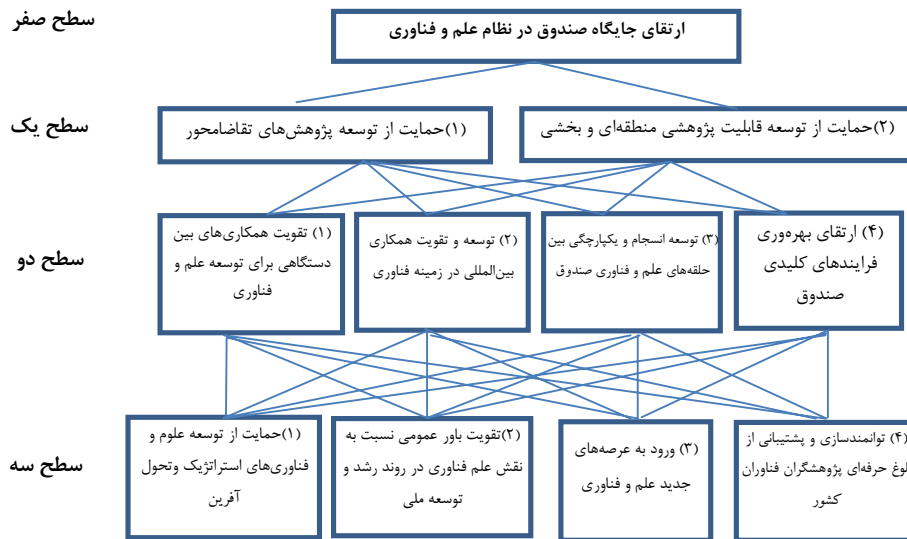 سطح صفر
ارتقای جایگاه صندوق در نظام علم و فناوری
سطح یک
(۲)حمایت از توسعه قابلیت پژوهشی منطقه‌ای و بخشی
(۱)حمایت از توسعه پژوهش‌های تقاضامحور
سطح دو
(۴) ارتقای بهره‌وری
فرایندهای کلیدی
صندوق
(۳) توسعه انسجام و یکپارچگی بین
حلقه‌های علم و فناوری صندوق
(۲) توسعه و تقویت همکاری
بین‌المللی در زمینه فناوری
(۱) تقویت همکاری‌های بین
دستگاهی برای توسعه علم و
فناوری
سطح سه
(۴) توانمندسازی و پشتیبانی از
لوغ حرفه‌ای پژوهشگران فناوران
کشور
(۳) ورود به عرصه‌های
جدید علم و فناوری
(۲)تقویت باور عمومی نسبت به
نقش علم فناوری در روند رشد و
توسعه ملی
(۱)حمایت از توسعه علوم و
فناوری‌های استراتژیک وتحول
آفرین